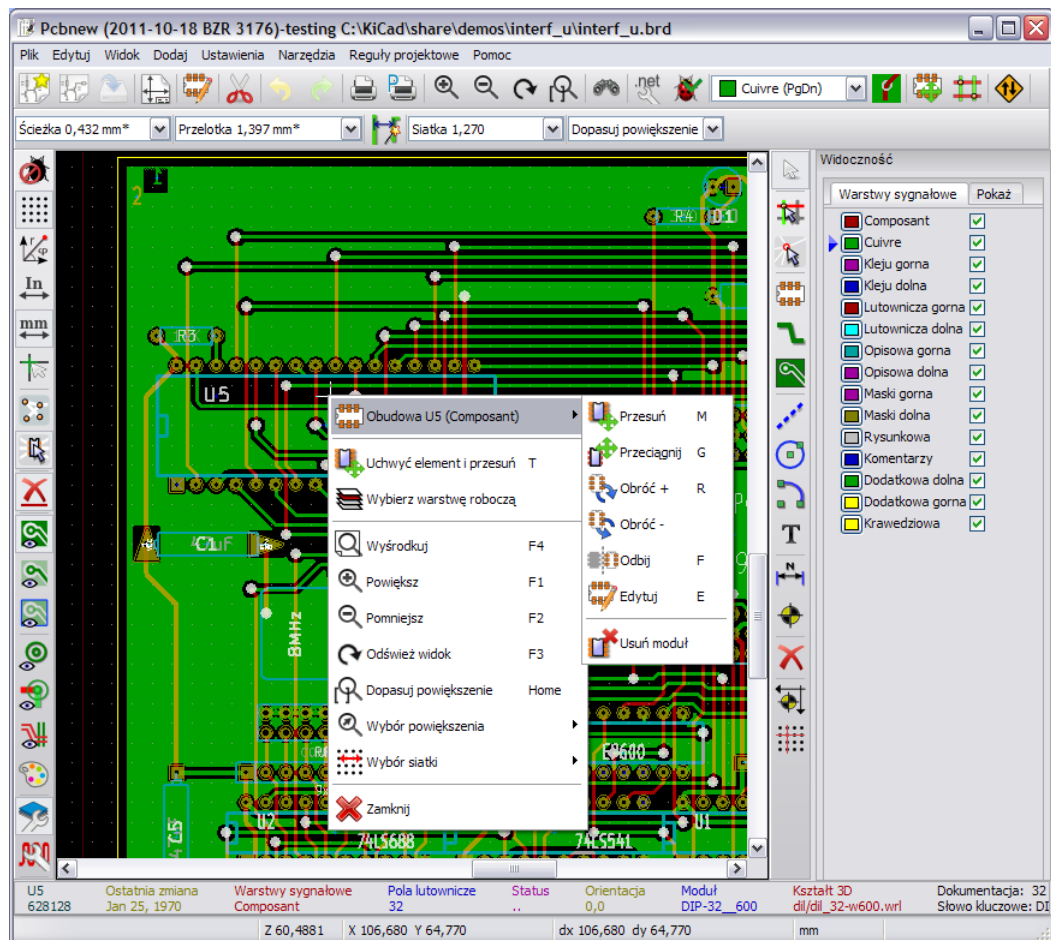 Pcbnew (2011-10-18 BZR 3176)-testing C:\KiCad\share\demos\interf_u\interf_u.brd
Plik Edytuj Widok Dodaj Ustawienia Narzędzia Reguły projektowe Pomoc
.net Cuivre (PgDn)
Ścieżka 0,432 mm* Przelotka 1,397 mm* Siatka 1,270 Dopasuj powiększenie
Widoczność
Warstwy sygnałowe Pokaż
Composant
Cuivre
Kleju gorna
Kleju dolna
Lutownicza gorna
Lutownicza dolna
Opisowa gorna
Opisowa dolna
Maski gorna
Maski dolna
Rysunkowa
Komentarzy
Dodatkowa dolna
Dodatkowa gorna
Krawedziowa
In
mm
2 1
R4 D1
R3
U5
C1
8MHz
EP600
U2
74LS688
74LS541
U1
Obudowa U5 (Composant)
Uchwyć element i przesuń T
Wybierz warstwę roboczą
Wyśrodkuj F4
Powiększ F1
Pomniejsz F2
Odśwież widok F3
Dopasuj powiększenie Home
Wybór powiększenia
Wybór siatki
Zamknij
Przesuń M
Przeciągnij G
Obróć + R
Obróć -
Odbij F
Edytuj E
Usuń moduł
T
N
U5 Ostatnia zmiana Warstwy sygnałowe Pola lutownicze Status Orientacja Moduł Kształt 3D Dokumentacja: 32
628128 Jan 25, 1970 Composant 32 .. 0,0 DIP-32__600 dil/dil_32-w600.wrl Słowo kluczowe: DI
Z 60,4881 X 106,680 Y 64,770 dx 106,680 dy 64,770 mm